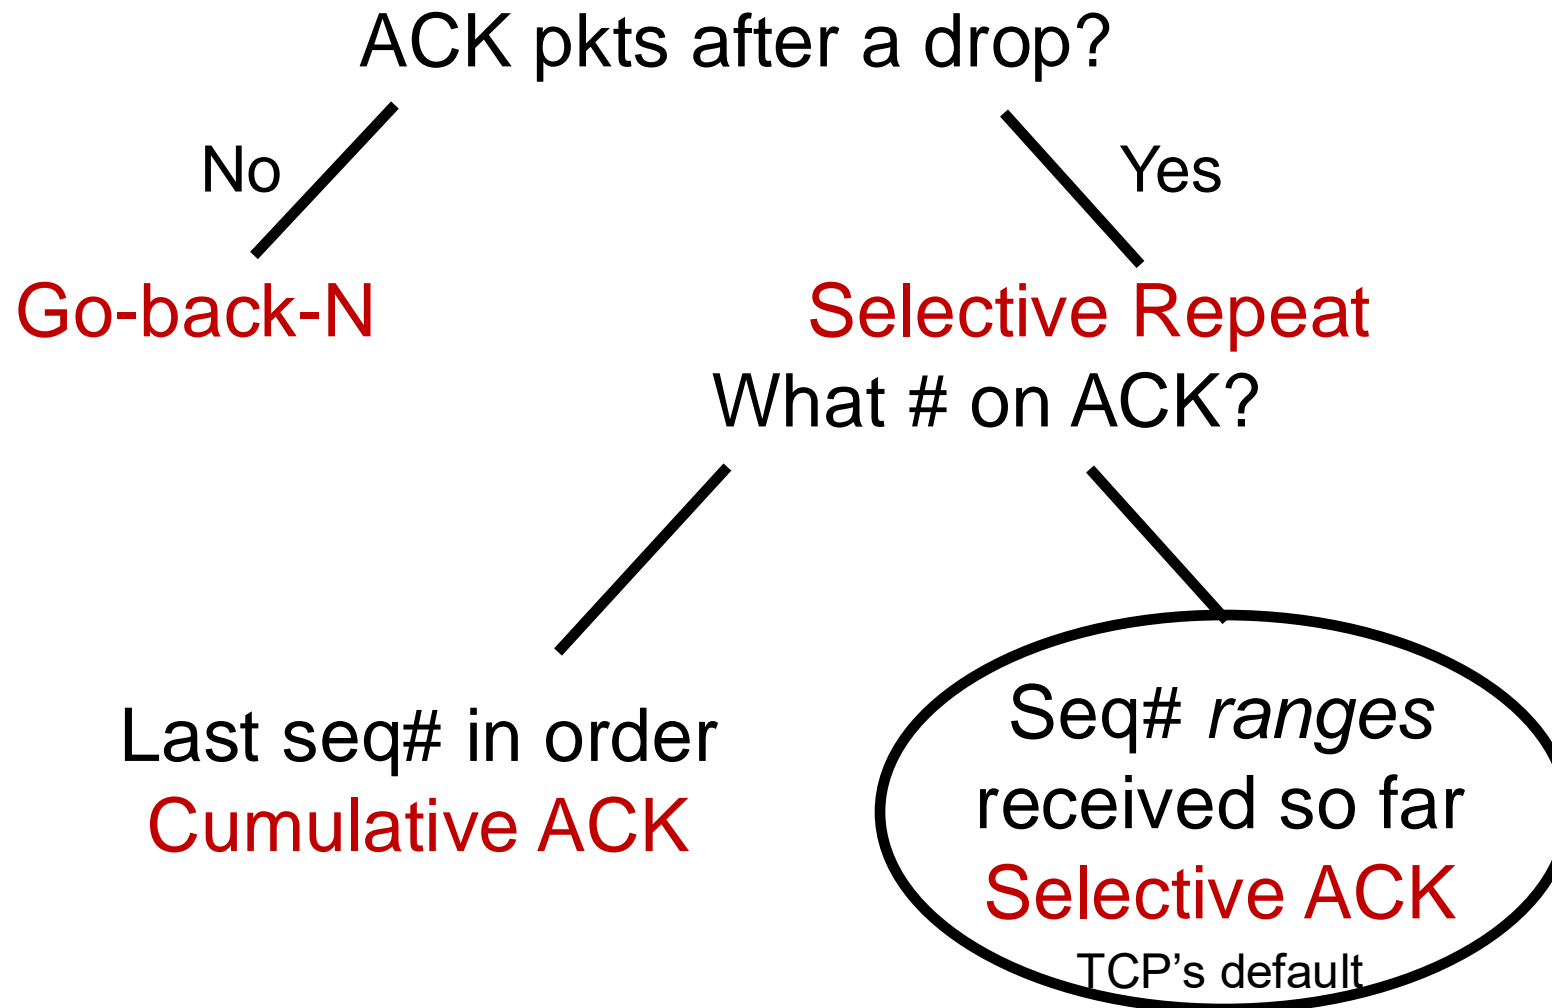 ACK pkts after a drop?
No
Yes
Go-back-N
Selective Repeat
What # on ACK?
Last seq# in order
Cumulative ACK
Seq# ranges
received so far
Selective ACK
TCP’s default